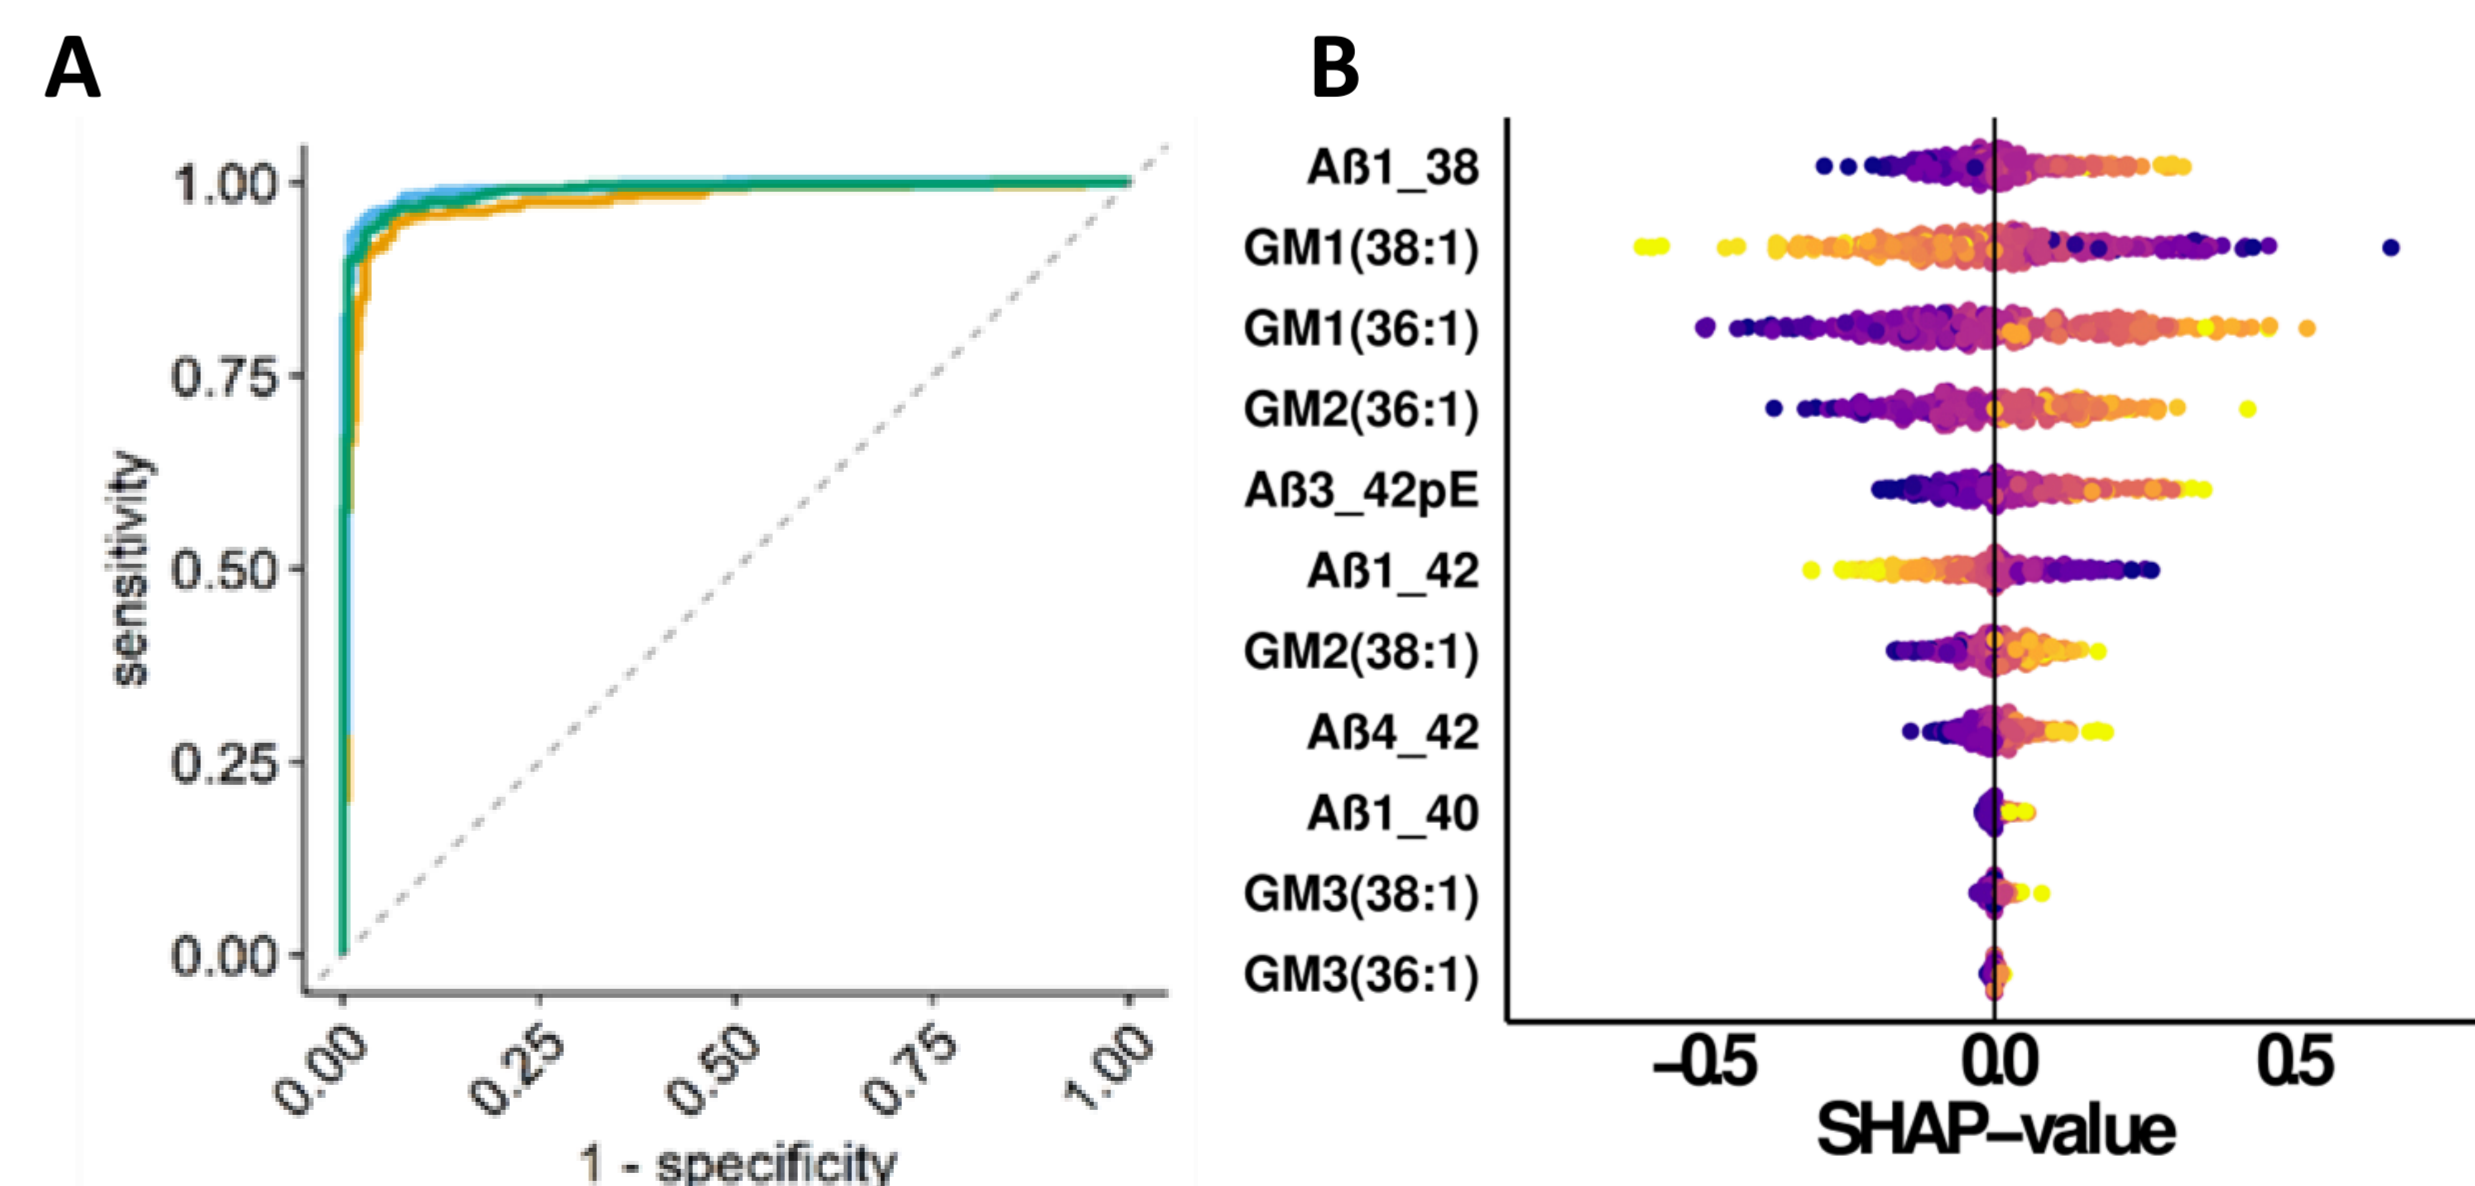 A
1.00
0.75
0.50
0.25
0.00
sensitivity
0.00
0.25
0.50
0.75
1.00
1 - specificity
B
Aß1_38
GM1(38:1)
GM1(36:1)
GM2(36:1)
Aß3_42pE
Aß1_42
GM2(38:1)
Aß4_42
Aß1_40
GM3(38:1)
GM3(36:1)
–0.5
0.0
0.5
SHAP–value